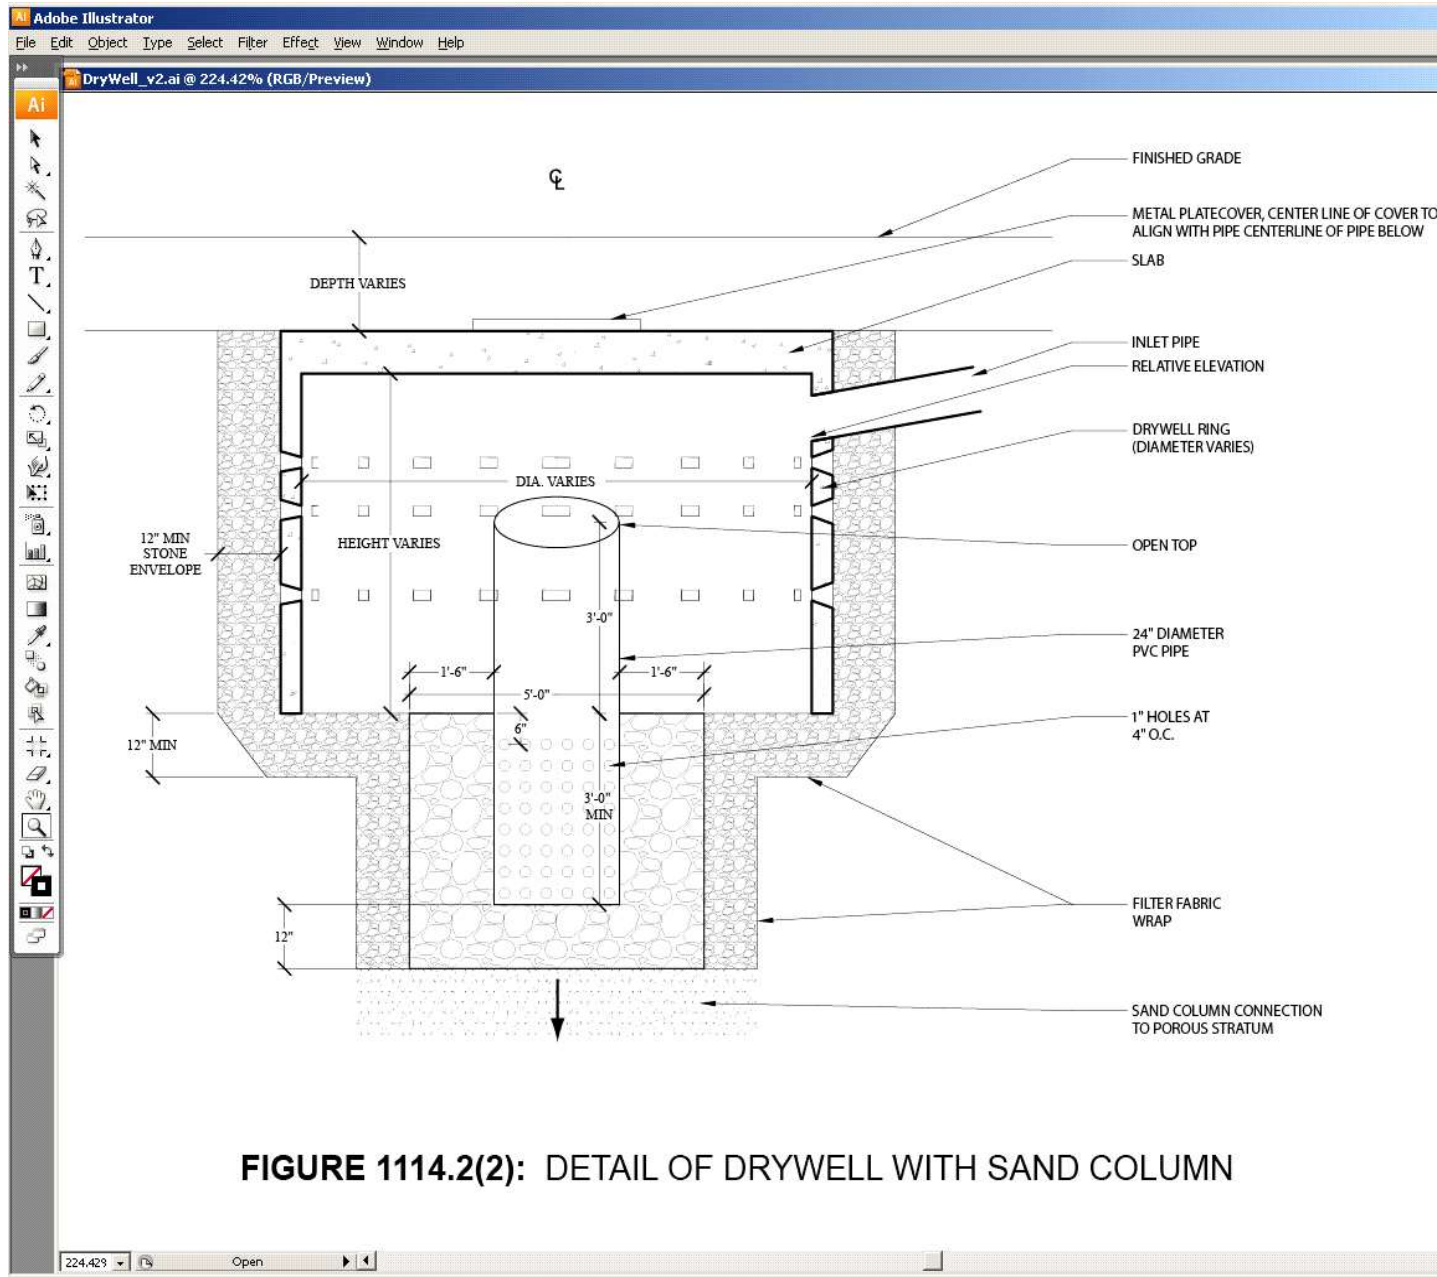 Ai Adobe Illustrator
File Edit Object Type Select Filter Effect View Window Help
DryWell_v2.ai @ 224.42% (RGB/Preview)
Ai
T
℄
FINISHED GRADE
METAL PLATECOVER, CENTER LINE OF COVER TO
ALIGN WITH PIPE CENTERLINE OF PIPE BELOW
SLAB
DEPTH VARIES
INLET PIPE
RELATIVE ELEVATION
DRYWELL RING
(DIAMETER VARIES)
DIA. VARIES
12" MIN
STONE
ENVELOPE
HEIGHT VARIES
OPEN TOP
3'-0"
24" DIAMETER
PVC PIPE
1'-6"
1'-6"
5'-0"
6"
1" HOLES AT
4" O.C.
12" MIN
3'-0"
MIN
FILTER FABRIC
WRAP
12"
SAND COLUMN CONNECTION
TO POROUS STRATUM
FIGURE 1114.2(2): DETAIL OF DRYWELL WITH SAND COLUMN
224.429 Open